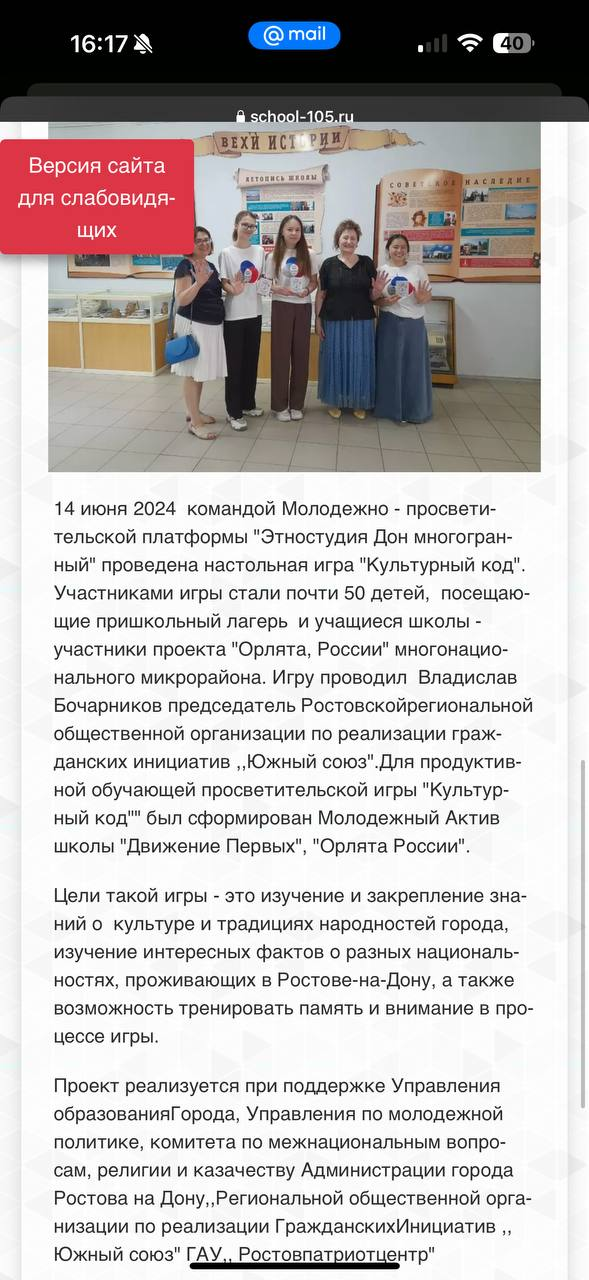 16:17
@ mail
40
school-105.ru
ВЕХИ ИСТОРИИ
Версия сайта
для слабовидя-
щих
ЛЕТОПИСЬ ШКОЛЫ
СОВЕТСКОЕ НАСЛЕДИЕ
14 июня 2024  командой Молодежно - просвети-
тельской платформы "Этностудия Дон многогран-
ный" проведена настольная игра "Культурный код".
Участниками игры стали почти 50 детей,  посещаю-
щие пришкольный лагерь  и учащиеся школы -
участники проекта "Орлята, России" многонацио-
нального микрорайона. Игру проводил  Владислав
Бочарников председатель Ростовскойрегиональной
общественной организации по реализации граж-
данских инициатив ,,Южный союз".Для продуктив-
ной обучающей просветительской игры "Культур-
ный код"" был сформирован Молодежный Актив
школы "Движение Первых", "Орлята России".
Цели такой игры - это изучение и закрепление зна-
ний о  культуре и традициях народностей города,
изучение интересных фактов о разных националь-
ностях, проживающих в Ростове-на-Дону, а также
возможность тренировать память и внимание в про-
цессе игры.
Проект реализуется при поддержке Управления
образованияГорода, Управления по молодежной
политике, комитета по межнациональным вопро-
сам, религии и казачеству Администрации города
Ростова на Дону,,Региональной общественной орга-
низации по реализации ГражданскихИнициатив ,,
Южный союз" ГАУ,, Ростовпатриотцентр"